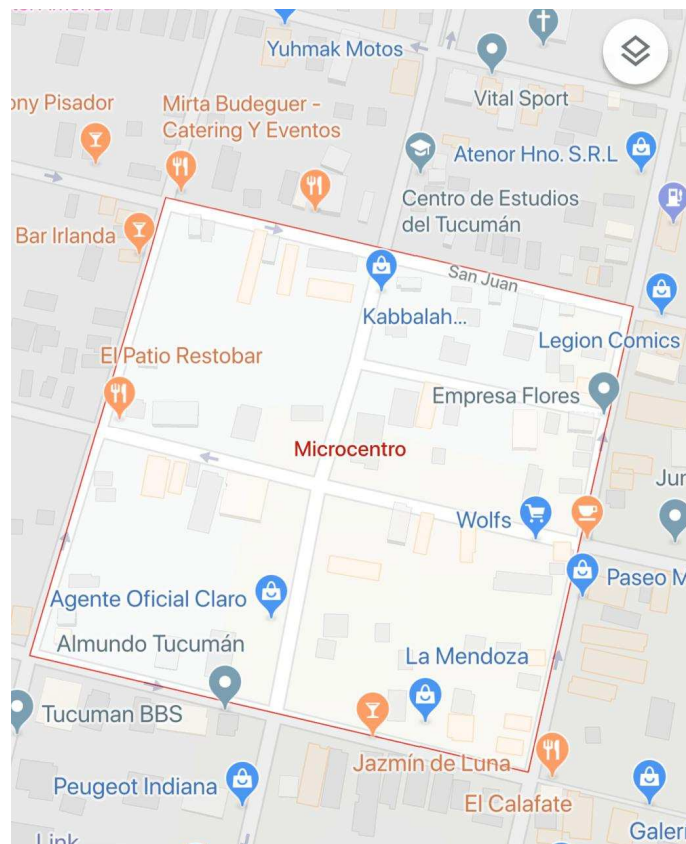 Yuhmak Motos
Vital Sport
ony Pisador
Mirta Budeguer -
Catering Y Eventos
Atenor Hno. S.R.L
Centro de Estudios
del Tucumán
Bar Irlanda
San Juan
Kabbalah...
Legion Comics
El Patio Restobar
Empresa Flores
Microcentro
Jur
Wolfs
Agente Oficial Claro
Paseo M
Almundo Tucumán
La Mendoza
Tucuman BBS
Jazmín de Luna
Peugeot Indiana
El Calafate
Galerí
Link